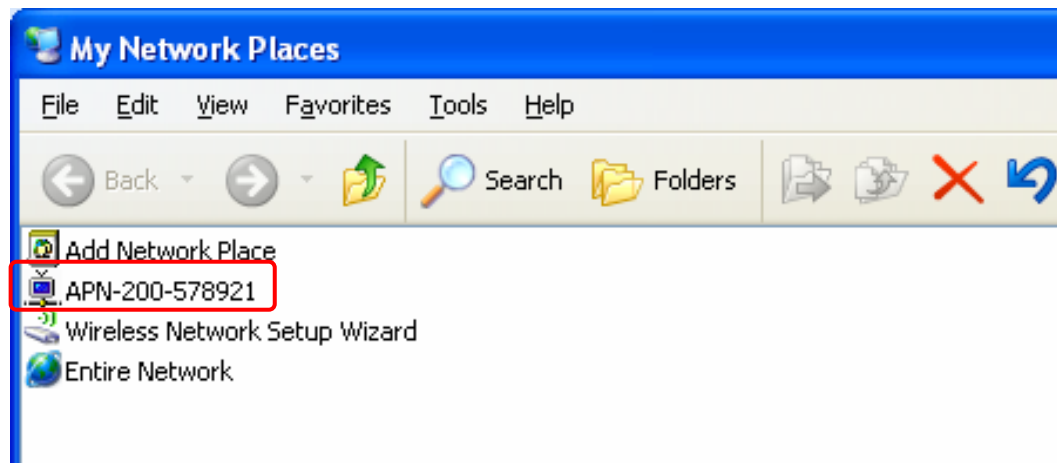 My Network Places
File Edit View Favorites Tools Help
Back Search Folders
Add Network Place
APN-200-578921
Wireless Network Setup Wizard
Entire Network